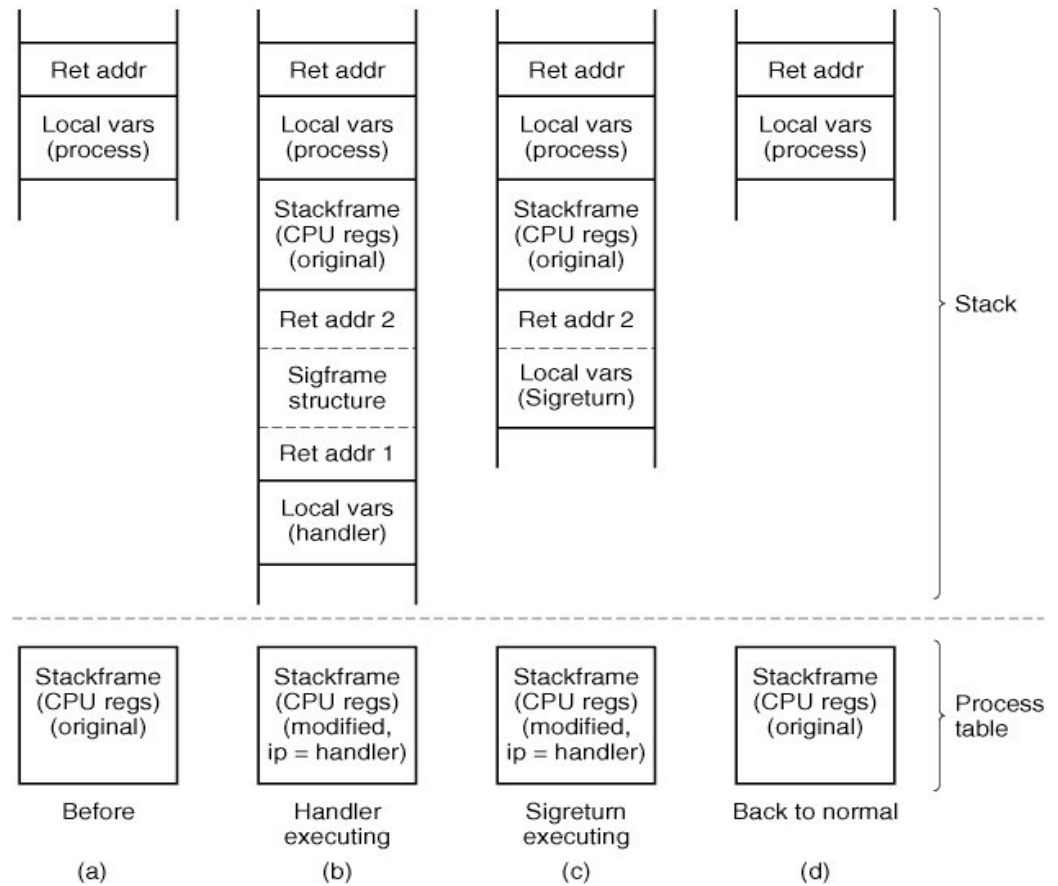 Ret addr
Local vars
(process)
Ret addr
Local vars
(process)
Stackframe
(CPU regs)
(original)
Ret addr 2
Sigframe
structure
Ret addr 1
Local vars
(handler)
Ret addr
Local vars
(process)
Stackframe
(CPU regs)
(original)
Ret addr 2
Local vars
(Sigreturn)
Ret addr
Local vars
(process)
Stack
Stackframe
(CPU regs)
(original)
Before
(a)
Stackframe
(CPU regs)
(modified,
ip = handler)
Handler
executing
(b)
Stackframe
(CPU regs)
(modified,
ip = handler)
Sigreturn
executing
(c)
Stackframe
(CPU regs)
(original)
Back to normal
(d)
Process
table